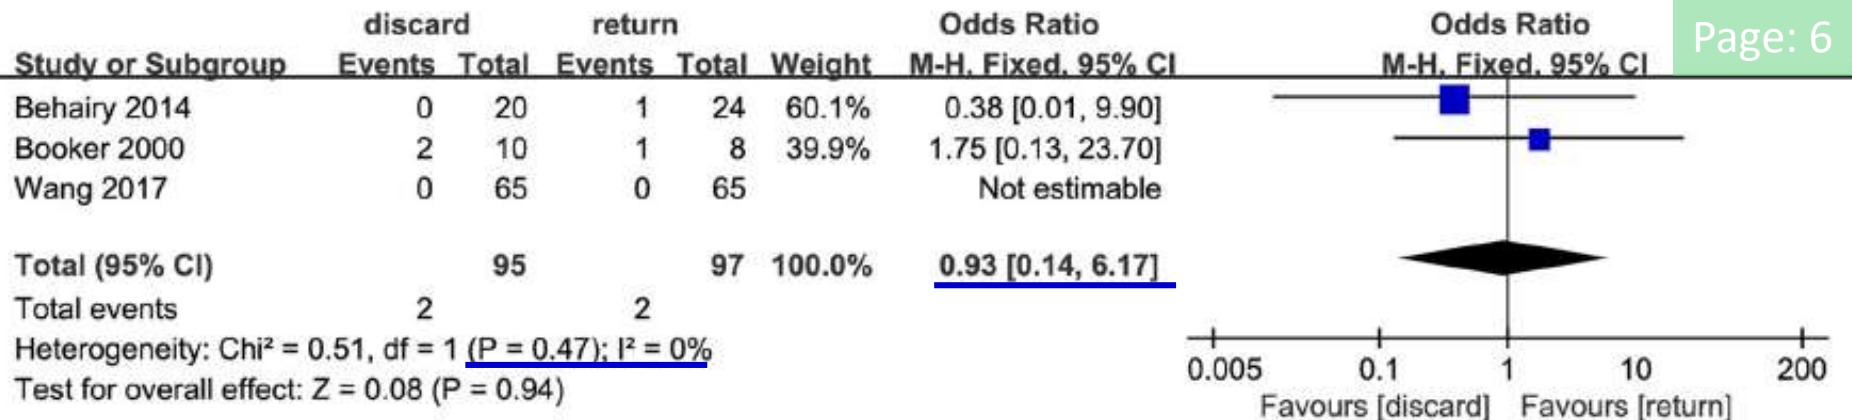 discard return Odds Ratio Odds Ratio Page: 6
Study or Subgroup Events Total Events Total Weight M-H. Fixed. 95% CI M-H. Fixed. 95% CI
Behairy 2014 0 20 1 24 60.1% 0.38 [0.01, 9.90]
Booker 2000 2 10 1 8 39.9% 1.75 [0.13, 23.70]
Wang 2017 0 65 0 65 Not estimable
Total (95% CI) 95 97 100.0% 0.93 [0.14, 6.17]
Total events 2 2
Heterogeneity: Chi² = 0.51, df = 1 (P = 0.47); I² = 0%
Test for overall effect: Z = 0.08 (P = 0.94)
0.005 0.1 1 10 200
Favours [discard] Favours [return]